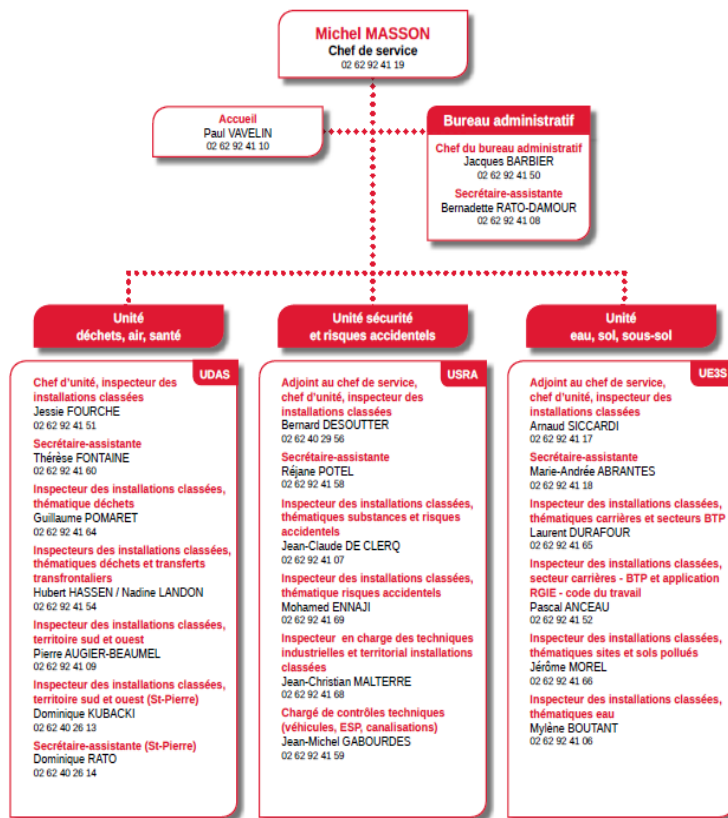 Michel MASSON
Chef de service
02 62 92 41 19
Accueil
Paul VAVELIN
02 62 92 41 10
Bureau administratif
Chef du bureau administratif
Jacques BARBIER
02 62 92 41 50
Secrétaire-assistante
Bernadette RATO-DAMOUR
02 62 92 41 08
Unité
déchets, air, santé
UDAS
Chef d'unité, inspecteur des
installations classées
Jessie FOURCHE
02 62 92 41 51
Secrétaire-assistante
Thérèse FONTAINE
02 62 92 41 60
Inspecteur des installations classées,
thématique déchets
Guillaume POMARET
02 62 92 41 64
Inspecteurs des installations classées,
thématiques déchets et transferts
transfrontaliers
Hubert HASSEN / Nadine LANDON
02 62 92 41 54
Inspecteur des installations classées,
territoire sud et ouest
Pierre AUGIER-BEAUMEL
02 62 92 41 09
Inspecteur des installations classées,
territoire sud et ouest (St-Pierre)
Dominique KUBACKI
02 62 40 26 13
Secrétaire-assistante (St-Pierre)
Dominique RATO
02 62 40 26 14
Unité sécurité
et risques accidentels
USRA
Adjoint au chef de service,
chef d'unité, inspecteur des
installations classées
Bernard DESOUTTER
02 62 40 29 56
Secrétaire-assistante
Réjane POTEL
02 62 92 41 58
Inspecteur des installations classées,
thématiques substances et risques
accidentels
Jean-Claude DE CLERQ
02 62 92 41 07
Inspecteur des installations classées,
thématique risques accidentels
Mohamed ENNAJI
02 62 92 41 69
Inspecteur en charge des techniques
industrielles et territorial installations
classées
Jean-Christian MALTERRE
02 62 92 41 68
Chargé de contrôles techniques
(véhicules, ESP, canalisations)
Jean-Michel GABOURDES
02 62 92 41 59
Unité
eau, sol, sous-sol
UE3S
Adjoint au chef de service,
chef d'unité, inspecteur des
installations classées
Arnaud SICCARDI
02 62 92 41 17
Secrétaire-assistante
Marie-Andrée ABRANTES
02 62 92 41 18
Inspecteur des installations classées,
thématiques carrières et secteurs BTP
Laurent DURAFOUR
02 62 92 41 65
Inspecteur des installations classées,
secteur carrières - BTP et application
RGIE - code du travail
Pascal ANCEAU
02 62 92 41 52
Inspecteur des installations classées,
thématiques sites et sols pollués
Jérôme MOREL
02 62 92 41 66
Inspecteur des installations classées,
thématiques eau
Mylène BOUTANT
02 62 92 41 06